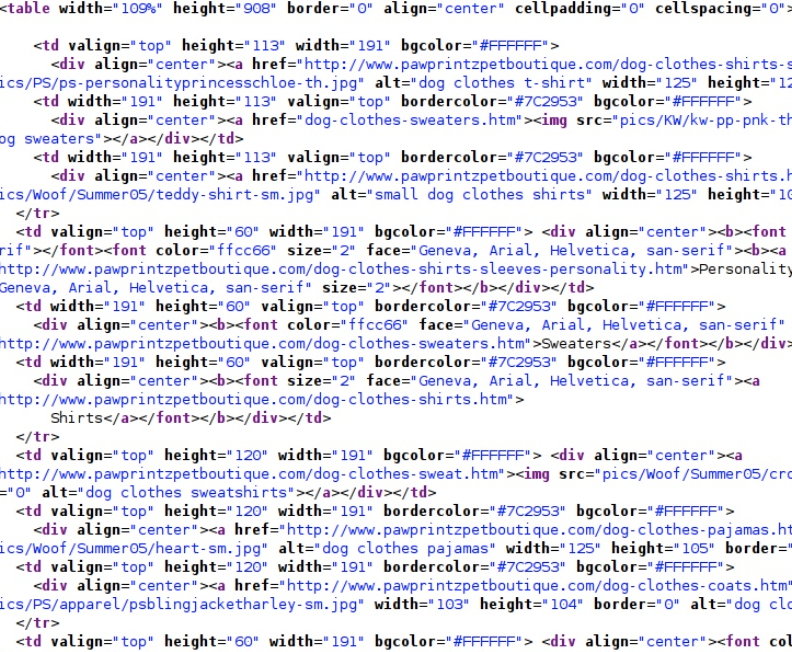 <table width="109%" height="908" border="0" align="center" cellpadding="0" cellspacing="0">
<td valign="top" height="113" width="191" bgcolor="#FFFFFF">
<div align="center"><a href="http://www.pawprintzpetboutique.com/dog-clothes-shirts-s
ics/PS/ps-personalityprincesschloe-th.jpg" alt="dog clothes t-shirt" width="125" height="12
<td width="191" height="113" valign="top" bordercolor="#7C2953" bgcolor="#FFFFFF">
<div align="center"><a href="dog-clothes-sweaters.htm"><img src="pics/KW/kw-pp-pnk-th
og sweaters"></a></div></td>
<td width="191" height="113" valign="top" bordercolor="#7C2953" bgcolor="#FFFFFF">
<div align="center"><a href="http://www.pawprintzpetboutique.com/dog-clothes-shirts.h
ics/Woof/Summer05/teddy-shirt-sm.jpg" alt="small dog clothes shirts" width="125" height="10
</tr>
<td valign="top" height="60" width="191" bgcolor="#FFFFFF"> <div align="center"><b><font
rif"></font><font color="ffcc66" size="2" face="Geneva, Arial, Helvetica, san-serif"><b><a
http://www.pawprintzpetboutique.com/dog-clothes-shirts-sleeves-personality.htm">Personality
Geneva, Arial, Helvetica, san-serif" size="2"></font></b></div></td>
<td width="191" height="60" valign="top" bordercolor="#7C2953" bgcolor="#FFFFFF">
<div align="center"><b><font color="ffcc66" face="Geneva, Arial, Helvetica, san-serif"
http://www.pawprintzpetboutique.com/dog-clothes-sweaters.htm">Sweaters</a></font></b></div>
<td width="191" height="60" valign="top" bordercolor="#7C2953" bgcolor="#FFFFFF">
<div align="center"><b><font size="2" face="Geneva, Arial, Helvetica, san-serif"><a
http://www.pawprintzpetboutique.com/dog-clothes-shirts.htm">
Shirts</a></font></b></div></td>
</tr>
<td valign="top" height="120" width="191" bgcolor="#FFFFFF"> <div align="center"><a
http://www.pawprintzpetboutique.com/dog-clothes-sweat.htm"><img src="pics/Woof/Summer05/cro
="0" alt="dog clothes sweatshirts"></a></div></td>
<td valign="top" height="120" width="191" bordercolor="#7C2953" bgcolor="#FFFFFF">
<div align="center"><a href="http://www.pawprintzpetboutique.com/dog-clothes-pajamas.ht
ics/Woof/Summer05/heart-sm.jpg" alt="dog clothes pajamas" width="125" height="105" border="
<td valign="top" height="120" width="191" bordercolor="#7C2953" bgcolor="#FFFFFF">
<div align="center"><a href="http://www.pawprintzpetboutique.com/dog-clothes-coats.htm"
ics/PS/apparel/psblingjacketharley-sm.jpg" width="103" height="104" border="0" alt="dog clo
</tr>
<td valign="top" height="60" width="191" bgcolor="#FFFFFF"> <div align="center"><font col